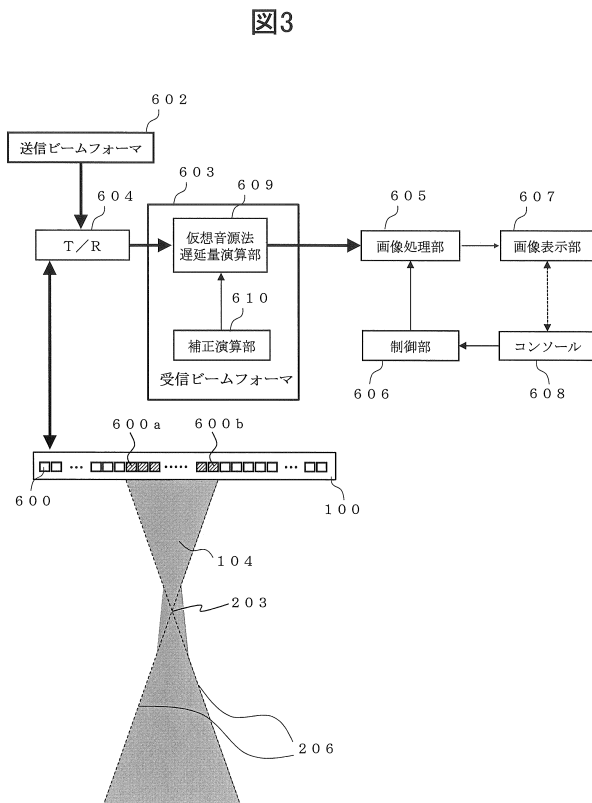 図3
602
送信ビームフォーマ
604
T/R
603
609
仮想音源法
遅延量演算部
610
補正演算部
受信ビームフォーマ
605
画像処理部
607
画像表示部
制御部
606
コンソール
608
600a
600b
600
100
104
203
206